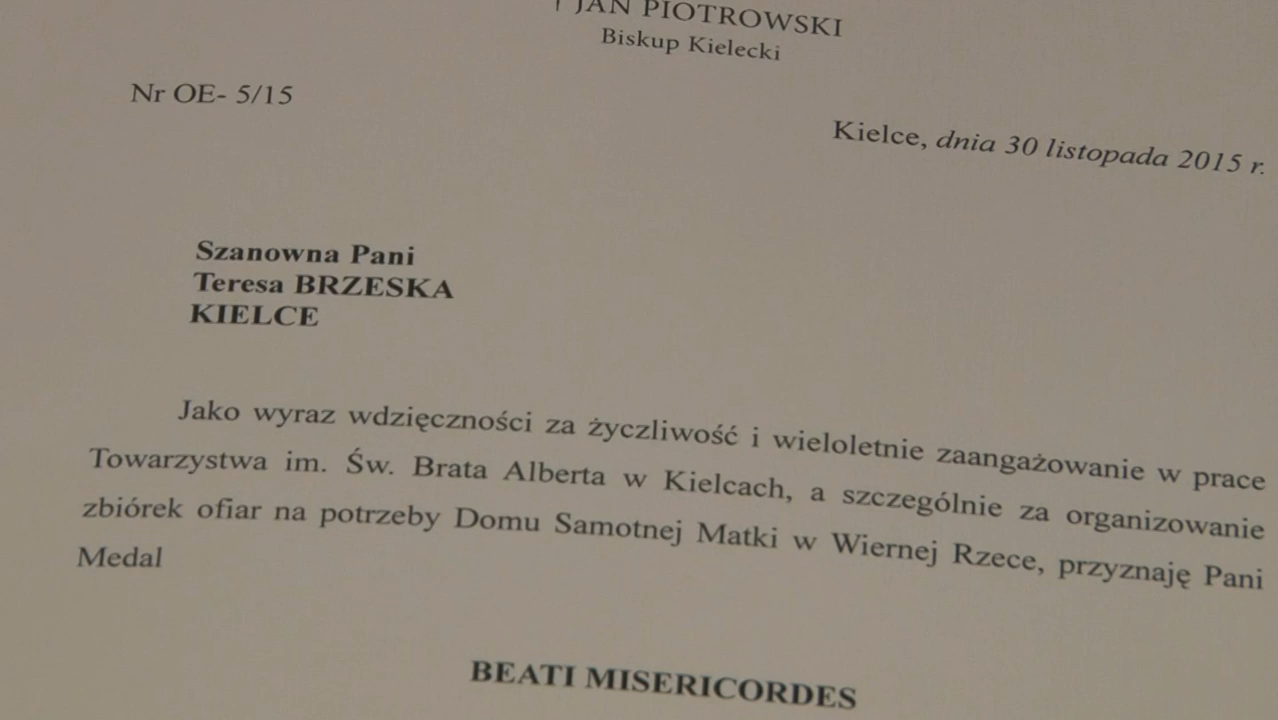 † JAN PIOTROWSKI
Biskup Kielecki
Nr OE- 5/15
Kielce, dnia 30 listopada 2015 r.
Szanowna Pani
Teresa BRZESKA
KIELCE
Jako wyraz wdzięczności za życzliwość i wieloletnie zaangażowanie w prace
Towarzystwa im. Św. Brata Alberta w Kielcach, a szczególnie za organizowanie
zbiórek ofiar na potrzeby Domu Samotnej Matki w Wiernej Rzece, przyznaję Pani
Medal
BEATI MISERICORDES